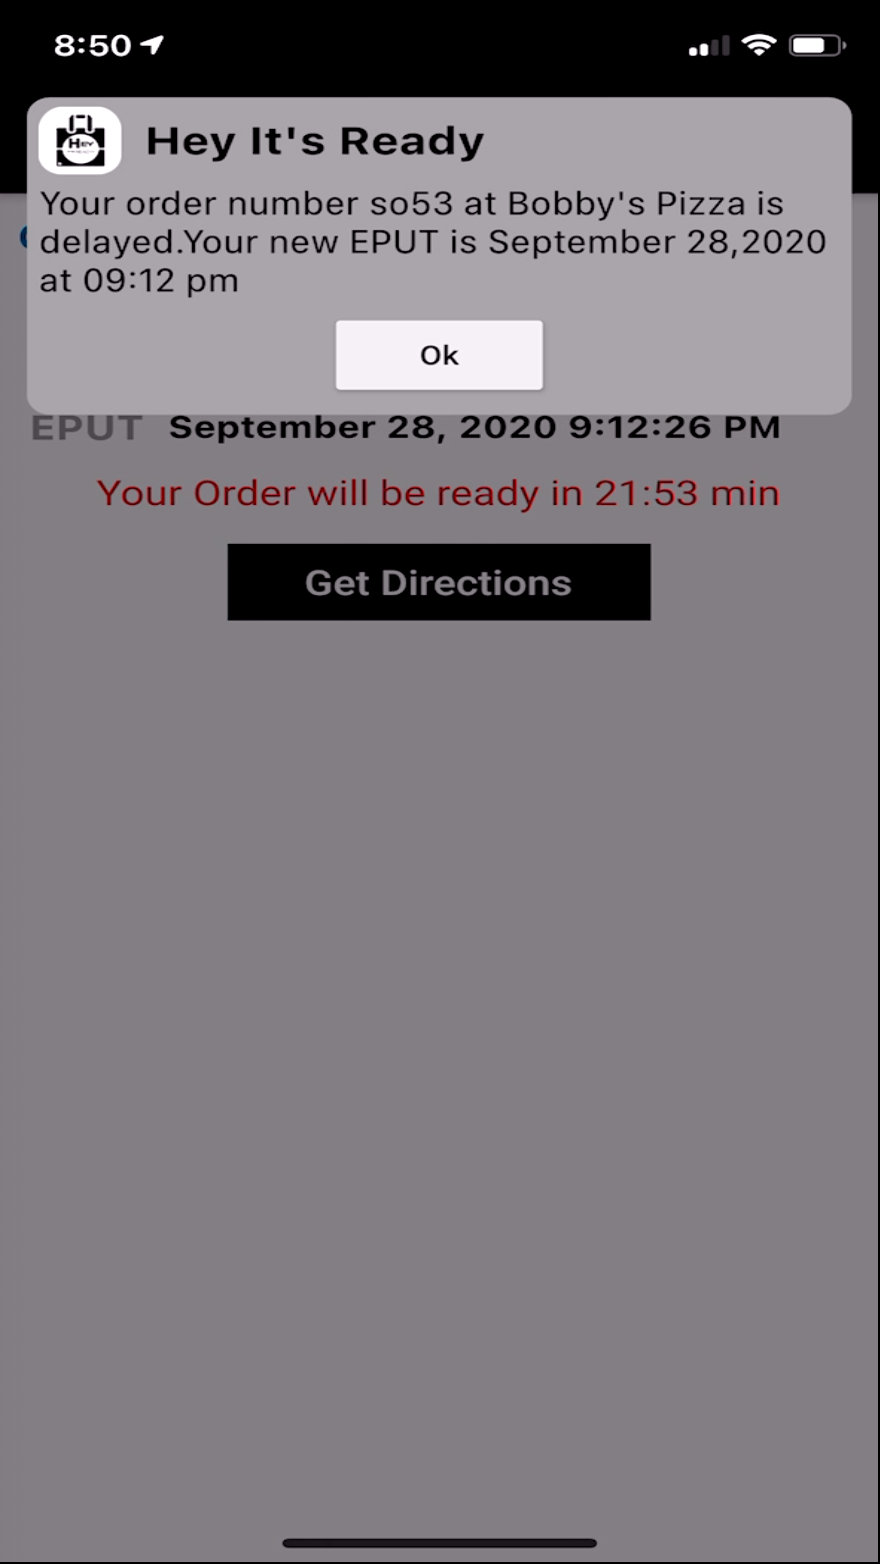 8:50
HEY
Hey It's Ready
Your order number so53 at Bobby's Pizza is
delayed.Your new EPUT is September 28,2020
at 09:12 pm
Ok
EPUT September 28, 2020 9:12:26 PM
Your Order will be ready in 21:53 min
Get Directions